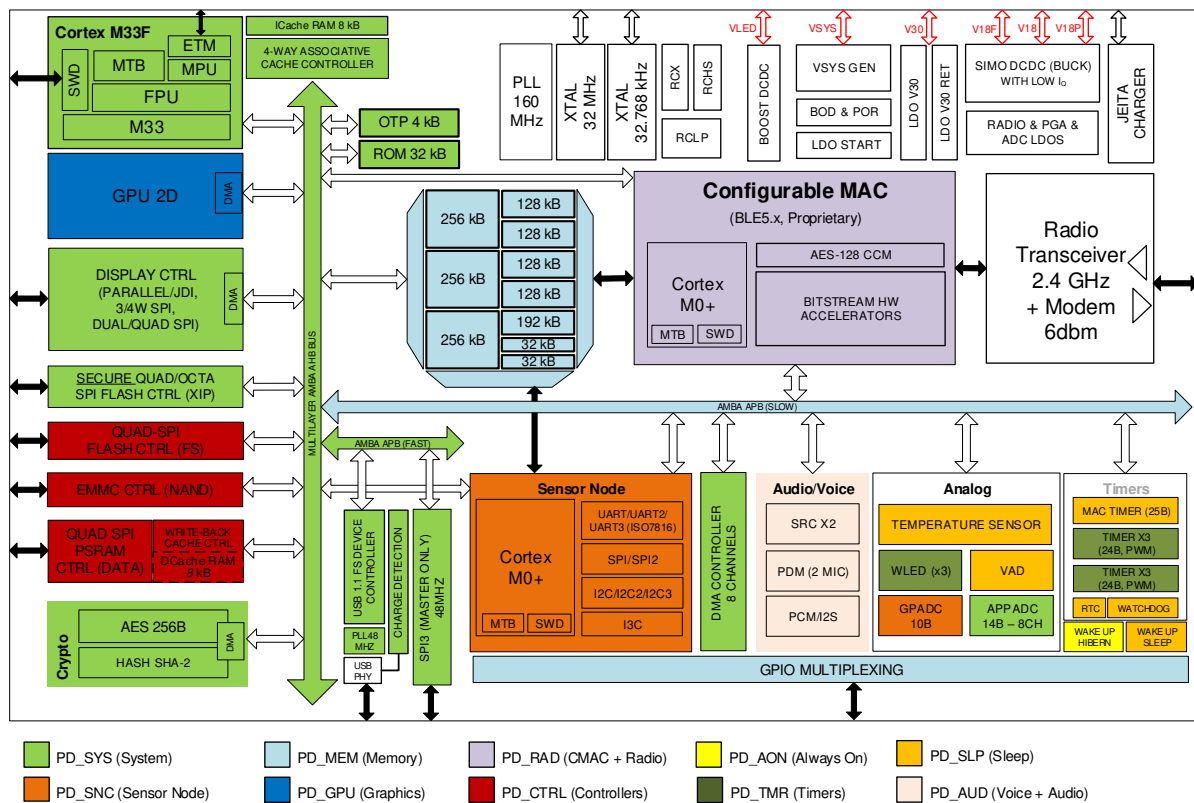 Cortex M33F
ETM
MTB
MPU
SWD
FPU
M33
ICache RAM 8 kB
4-WAY ASSOCIATIVE
CACHE CONTROLLER
OTP 4 kB
ROM 32 kB
PLL
160
MHz
XTAL
32 MHz
XTAL
32.768 kHz
RCX
RCHS
RCLP
VLED
BOOST DCDC
VSYS
VSYS GEN
BOD & POR
LDO START
V30
LDO V30
LDO V30 RET
V18F
V18
V18P
SIMO DCDC (BUCK)
WITH LOW IQ
RADIO & PGA &
ADC LDOS
JEITA
CHARGER
GPU 2D
DMA
DISPLAY CTRL
(PARALLEL/JDI,
3/4W SPI,
DUAL/QUAD SPI)
DMA
SECURE QUAD/OCTA
SPI FLASH CTRL (XIP)
QUAD-SPI
FLASH CTRL (FS)
EMMC CTRL (NAND)
QUAD SPI
PSRAM
CTRL (DATA)
WRITE-BACK
CACHE CTRL
DCache RAM
8 kB
Crypto
AES 256B
HASH SHA-2
DMA
MULTILAYER AMBA AHB BUS
256 kB
256 kB
256 kB
128 kB
128 kB
128 kB
128 kB
192 kB
32 kB
32 kB
Configurable MAC
(BLE5.x, Proprietary)
Cortex
M0+
MTB
SWD
AES-128 CCM
BITSTREAM HW
ACCELERATORS
Radio
Transceiver
2.4 GHz
+ Modem
6dbm
AMBA APB (SLOW)
AMBA APB (FAST)
USB 1.1 FS DEVICE
CONTROLLER
PLL48
MHZ
USB
PHY
CHARGE DETECTION
SPI3 (MASTER ONLY)
48MHZ
Sensor Node
Cortex
M0+
MTB
SWD
UART/UART2/
UART3 (ISO7816)
SPI/SPI2
I2C/I2C2/I2C3
I3C
DMA CONTROLLER
8 CHANNELS
Audio/Voice
SRC X2
PDM (2 MIC)
PCM/I2S
Analog
TEMPERATURE SENSOR
WLED (x3)
VAD
GPADC
10B
APP ADC
14B – 8CH
Timers
MAC TIMER (25B)
TIMER X3
(24B, PWM)
TIMER X3
(24B, PWM)
RTC
WATCHDOG
WAKE UP
HIBERN
WAKE UP
SLEEP
GPIO MULTIPLEXING
PD_SYS (System)
PD_MEM (Memory)
PD_RAD (CMAC + Radio)
PD_AON (Always On)
PD_SLP (Sleep)
PD_SNC (Sensor Node)
PD_GPU (Graphics)
PD_CTRL (Controllers)
PD_TMR (Timers)
PD_AUD (Voice + Audio)